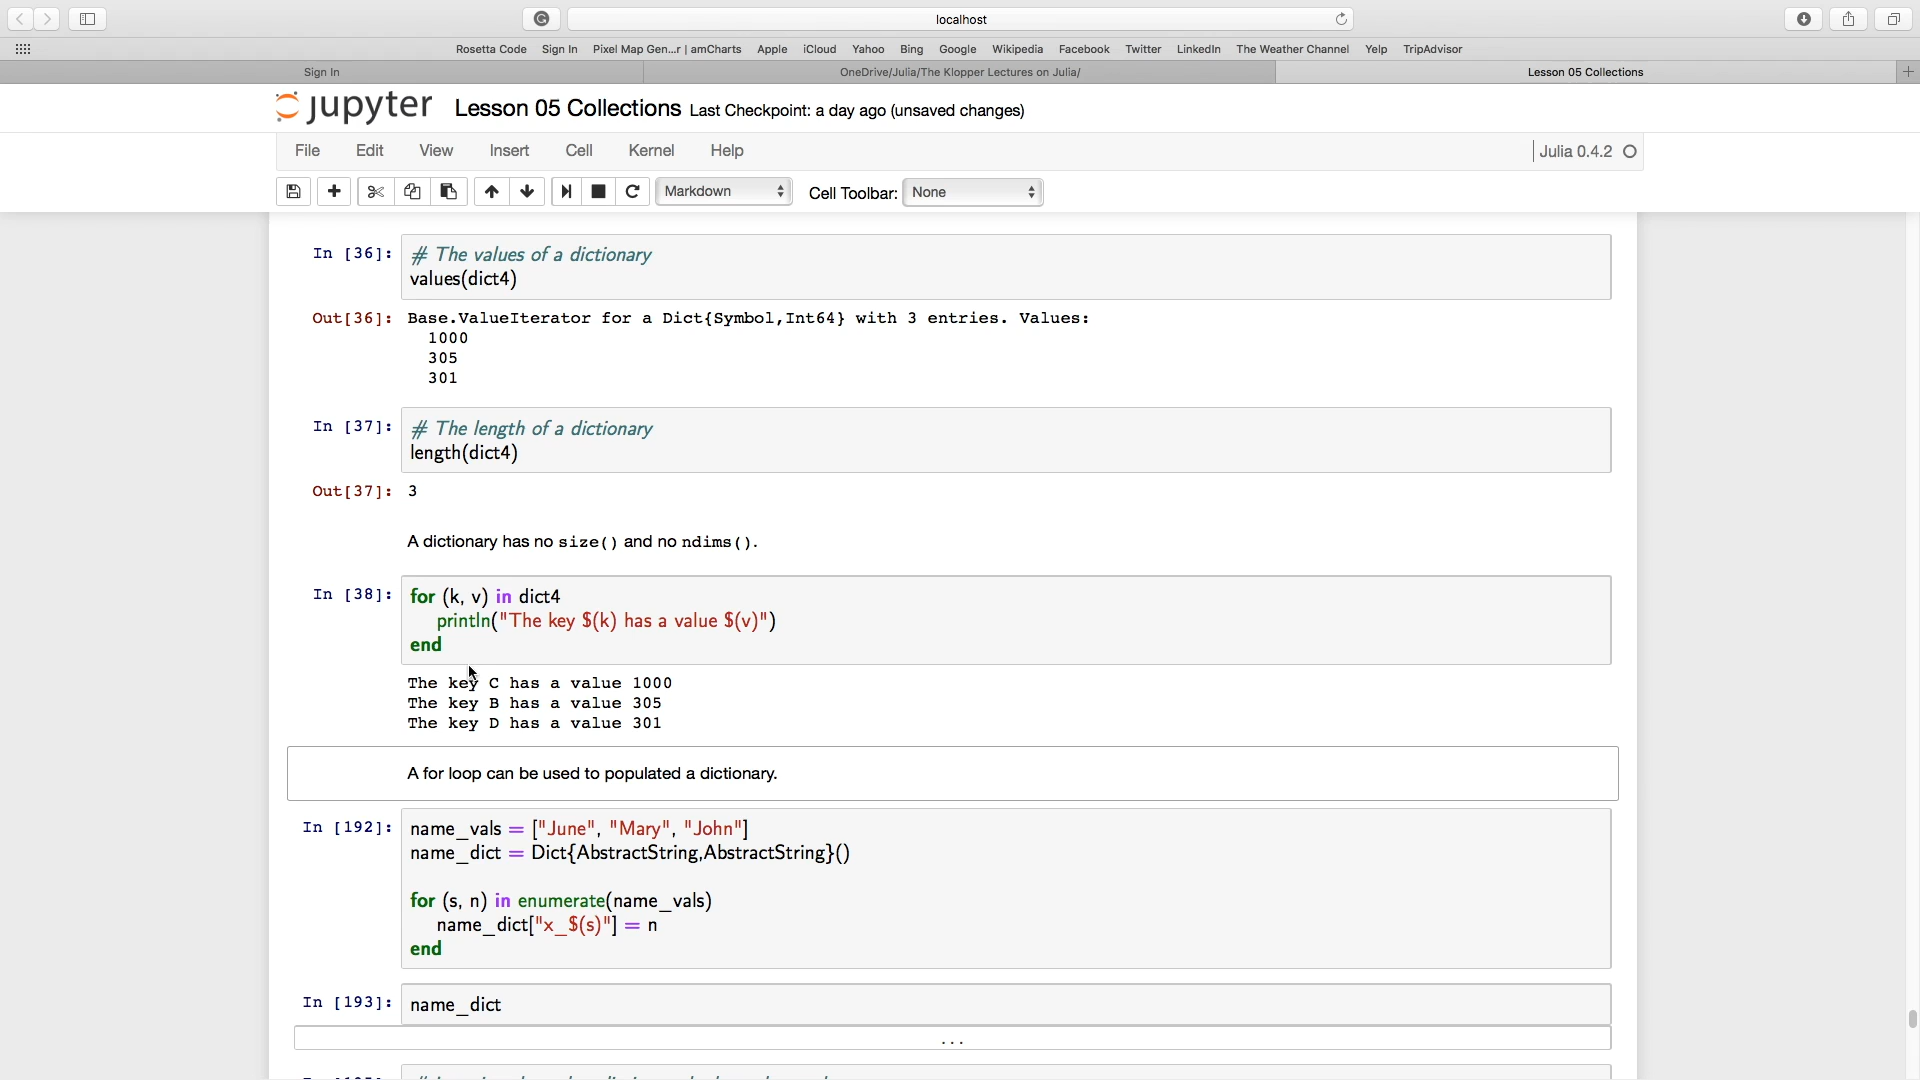 localhost
Rosetta Code Sign In Pixel Map Gen...r | amCharts Apple iCloud Yahoo Bing Google Wikipedia Facebook Twitter LinkedIn The Weather Channel Yelp TripAdvisor
Sign In OneDrive/Julia/The Klopper Lectures on Julia/ Lesson 05 Collections
jupyter Lesson 05 Collections Last Checkpoint: a day ago (unsaved changes)
File Edit View Insert Cell Kernel Help Julia 0.4.2
Markdown Cell Toolbar: None
In [36]: # The values of a dictionary
values(dict4)
Out[36]: Base.ValueIterator for a Dict{Symbol,Int64} with 3 entries. Values:
1000
305
301
In [37]: # The length of a dictionary
length(dict4)
Out[37]: 3
A dictionary has no size() and no ndims().
In [38]: for (k, v) in dict4
println("The key $(k) has a value $(v)")
end
The key C has a value 1000
The key B has a value 305
The key D has a value 301
A for loop can be used to populated a dictionary.
In [192]: name_vals = ["June", "Mary", "John"]
name_dict = Dict{AbstractString,AbstractString}()
for (s, n) in enumerate(name_vals)
name_dict["x_$(s)"] = n
end
In [193]: name_dict
...